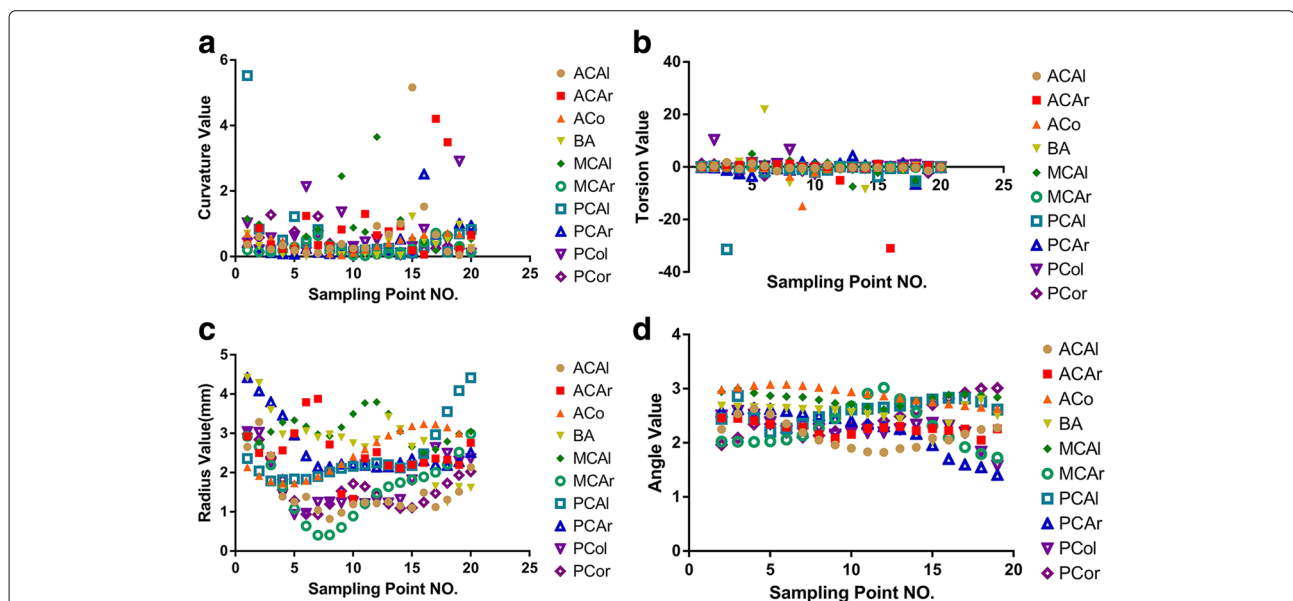 a
Curvature Value
6
4
2
0
0 5 10 15 20 25
Sampling Point NO.
ACAl
ACAr
ACo
BA
MCAl
MCAr
PCAl
PCAr
PCol
PCor
b
Torsion Value
40
20
0
-20
-40
5 10 15 20 25
Sampling Point NO.
ACAl
ACAr
ACo
BA
MCAl
MCAr
PCAl
PCAr
PCol
PCor
c
Radius Value(mm)
5
4
3
2
1
0
0 5 10 15 20 25
Sampling Point NO.
ACAl
ACAr
ACo
BA
MCAl
MCAr
PCAl
PCAr
PCol
PCor
d
Angle Value
4
3
2
1
0
0 5 10 15 20
Sampling Point NO.
ACAl
ACAr
ACo
BA
MCAl
MCAr
PCAl
PCAr
PCol
PCor